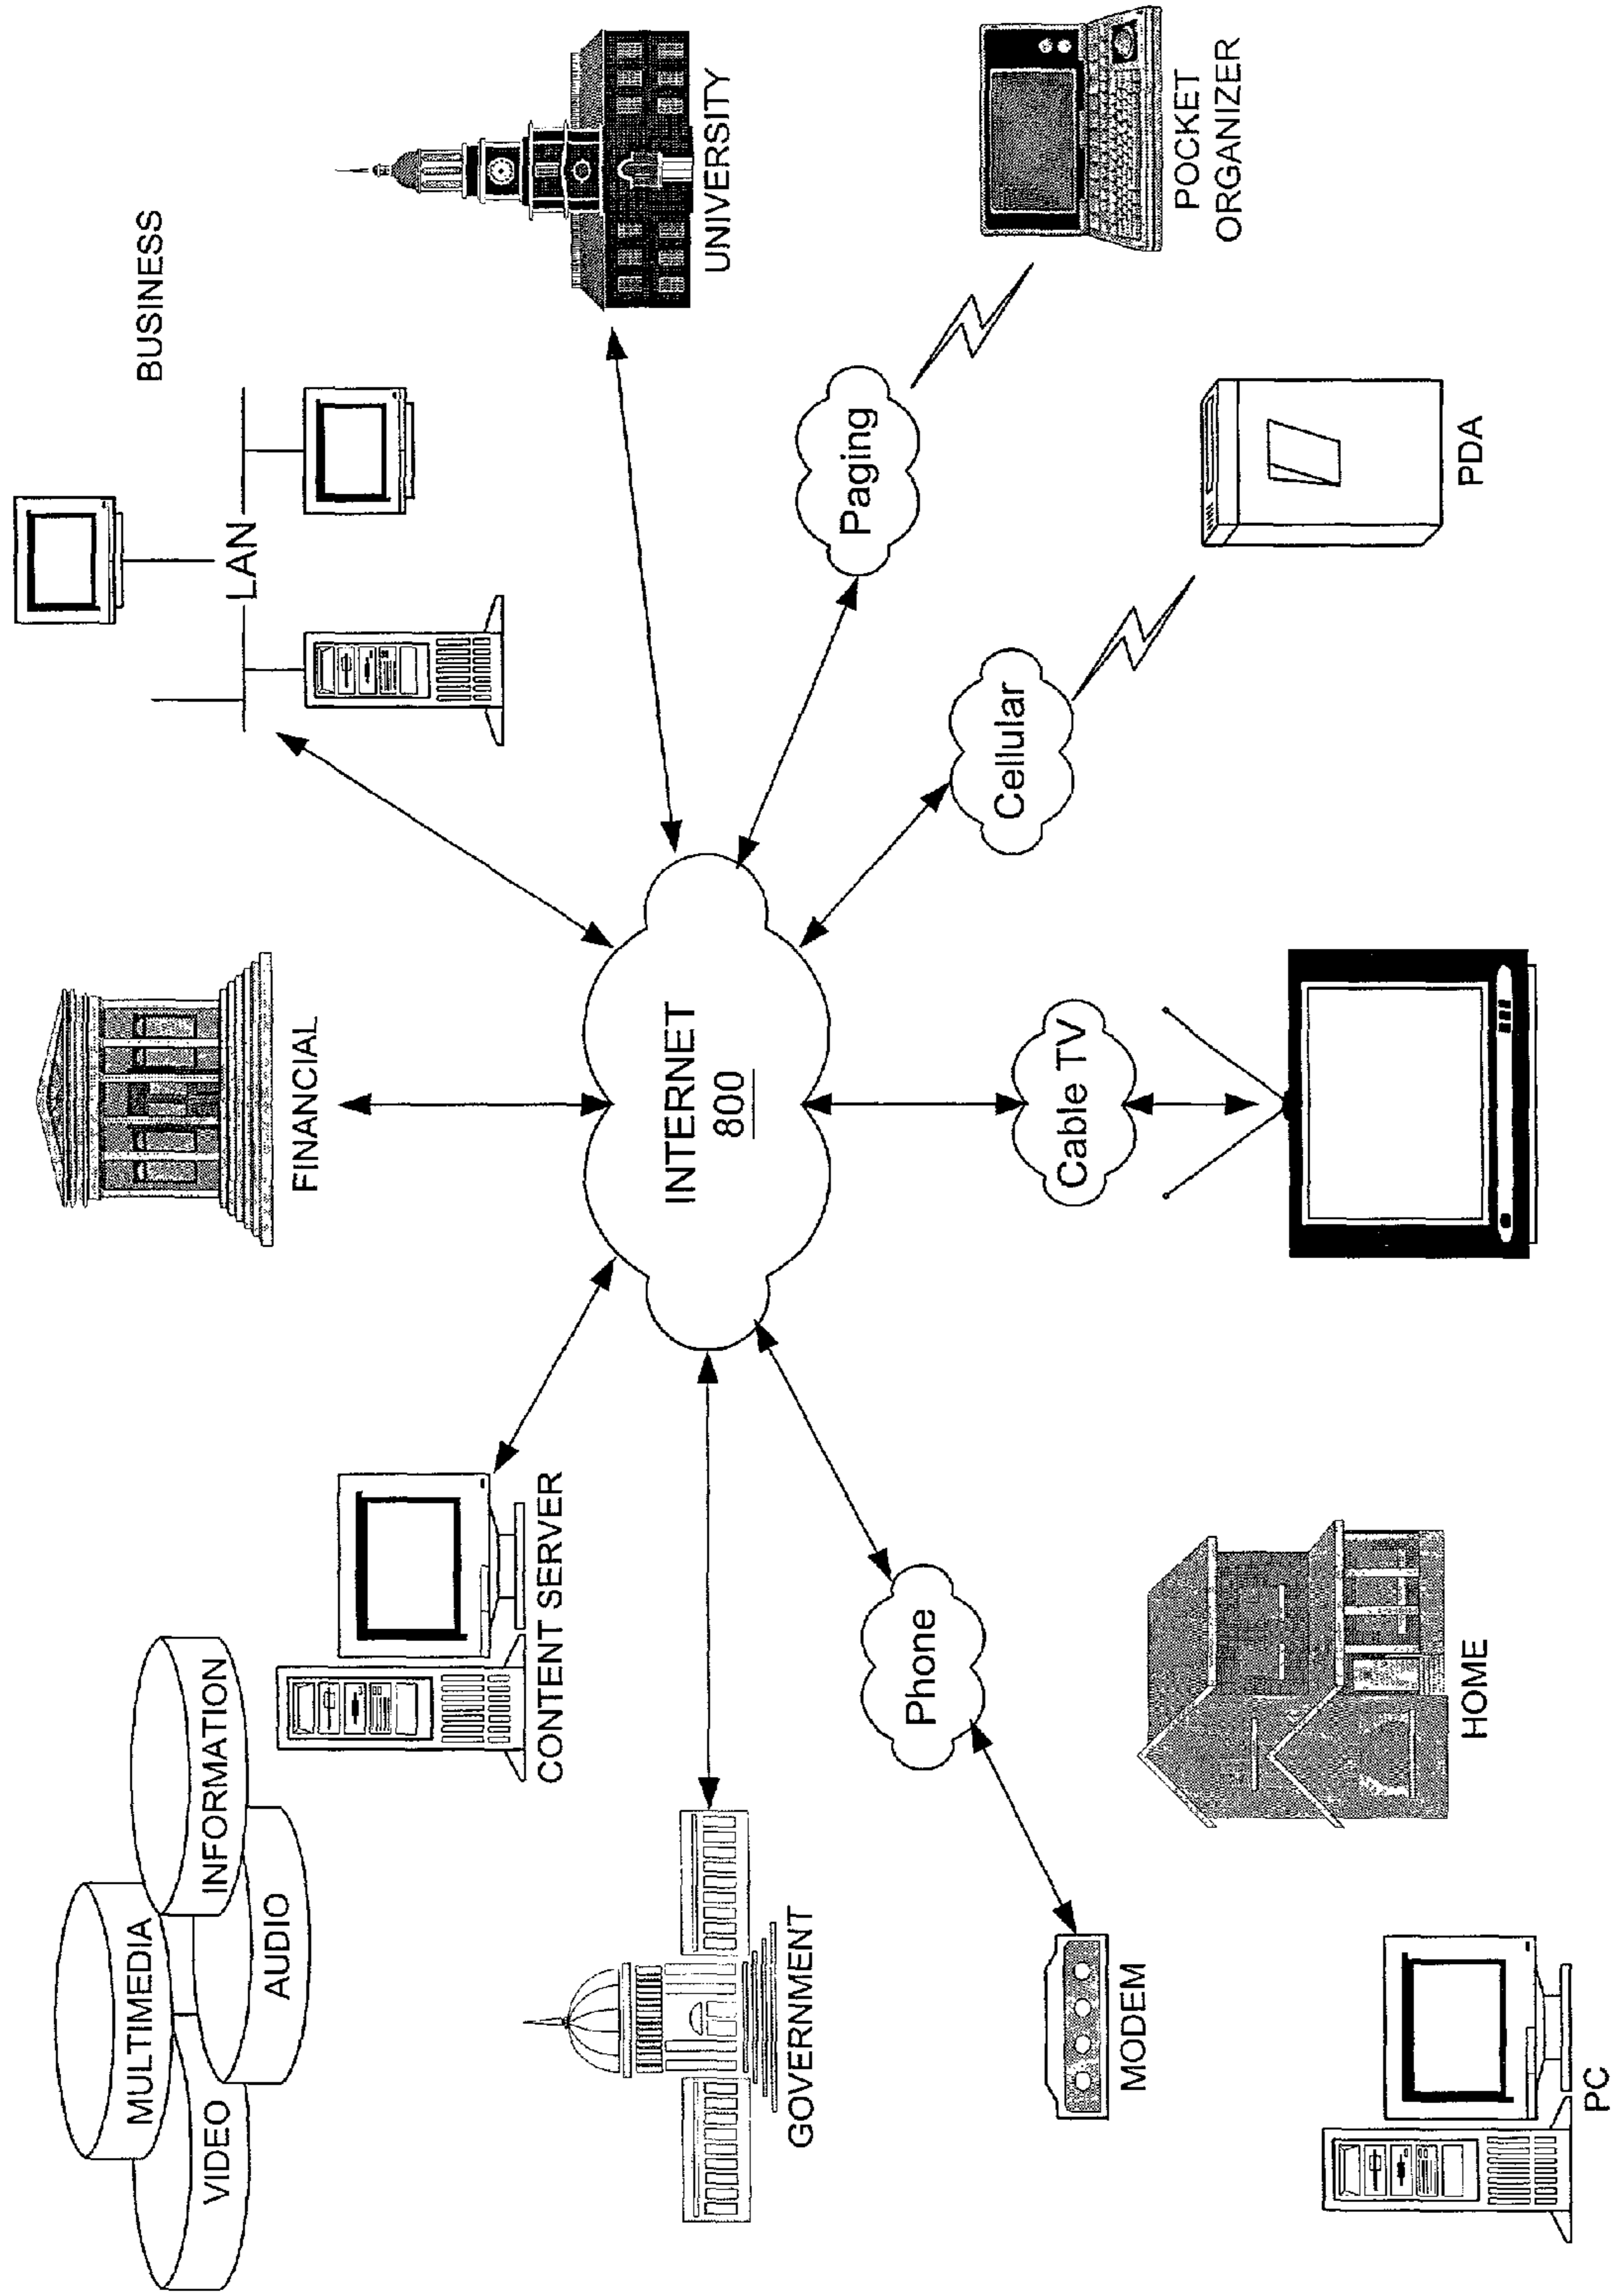 MULTIMEDIA
VIDEO
INFORMATION
AUDIO
CONTENT SERVER
FINANCIAL
BUSINESS
LAN
UNIVERSITY
GOVERNMENT
INTERNET
800
Phone
Cable TV
Cellular
Paging
MODEM
HOME
PC
PDA
POCKET
ORGANIZER